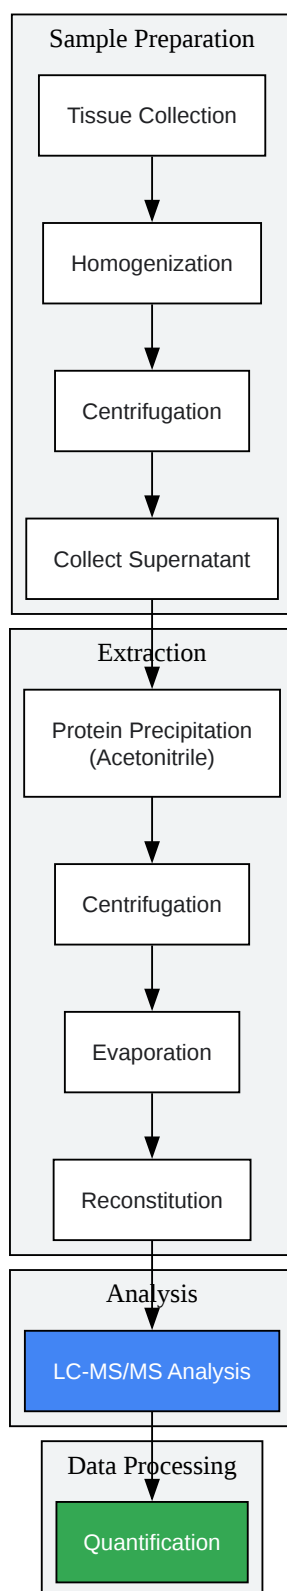 Sample Preparation
Tissue Collection
Homogenization
Centrifugation
Collect Supernatant
Extraction
Protein Precipitation
(Acetonitrile)
Centrifugation
Evaporation
Reconstitution
Analysis
LC-MS/MS Analysis
Data Processing
Quantification